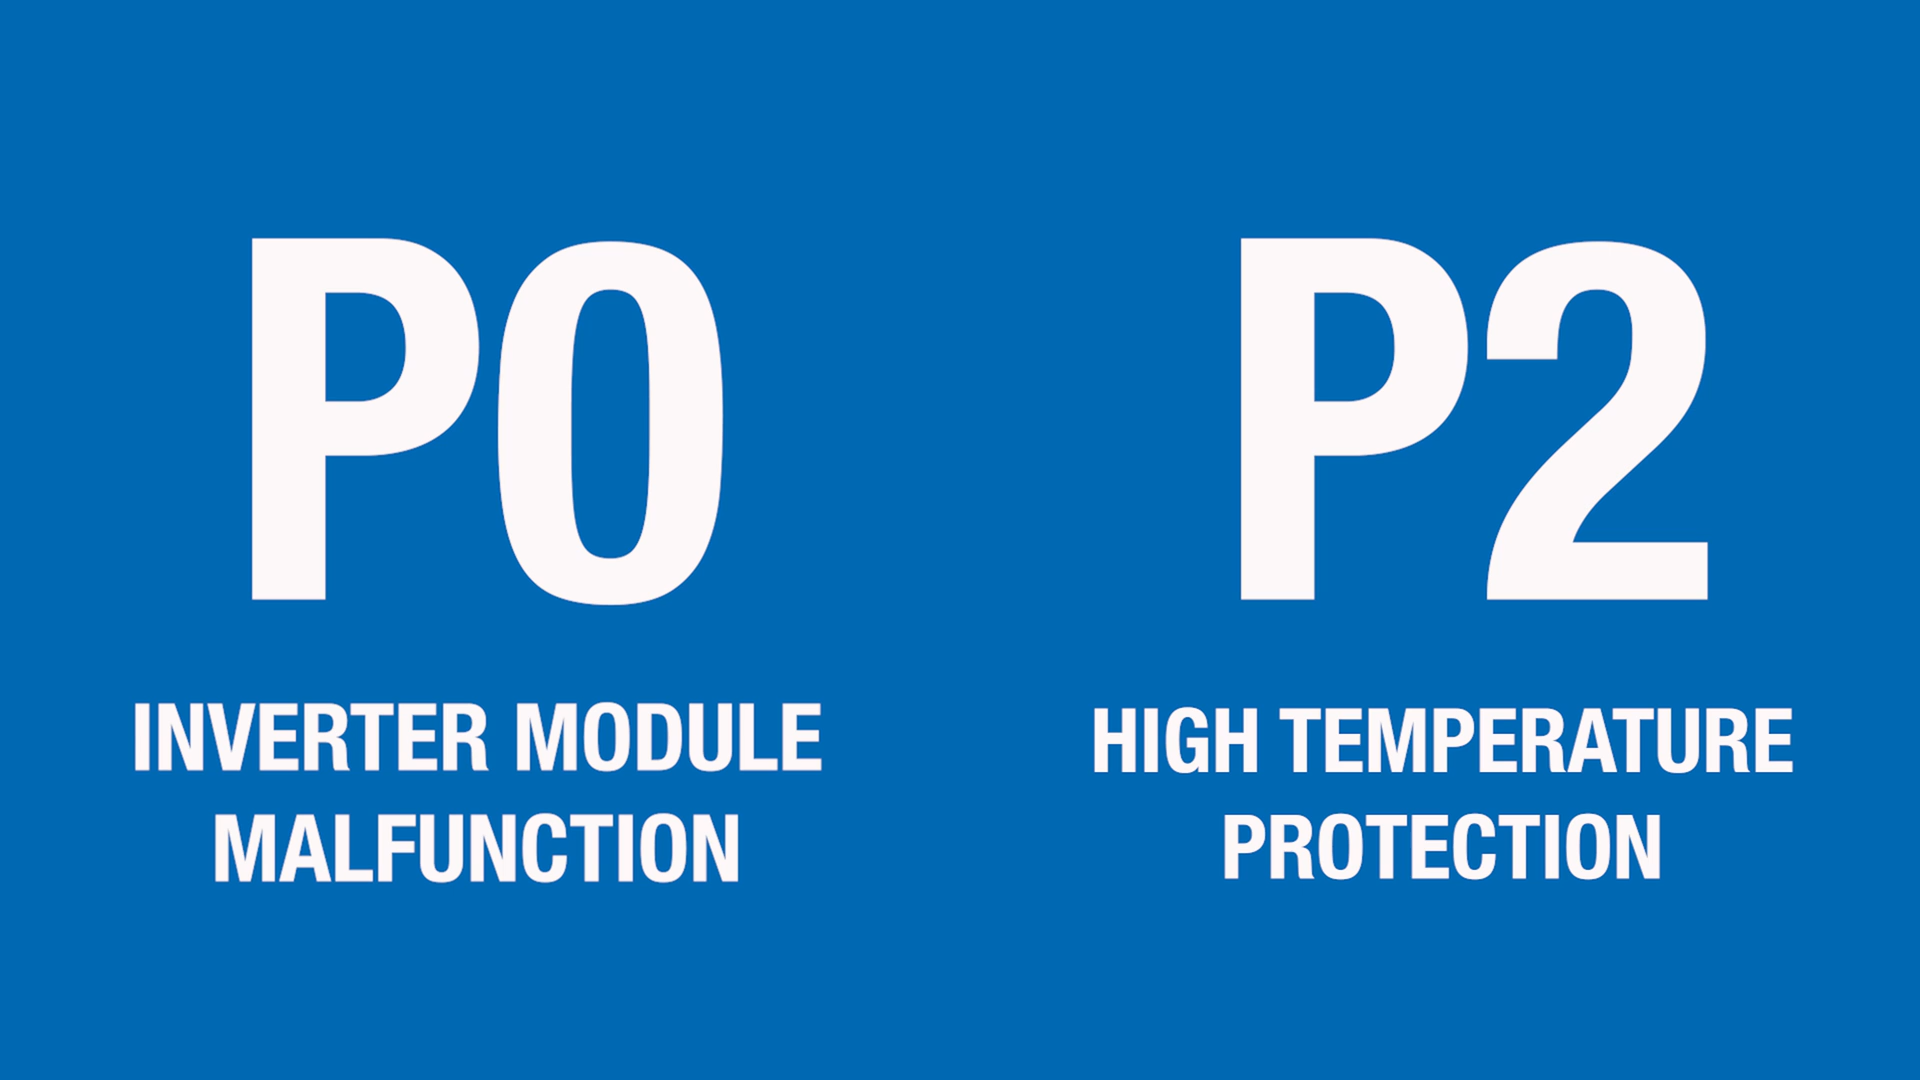 P0
INVERTER MODULE
MALFUNCTION
P2
HIGH TEMPERATURE
PROTECTION